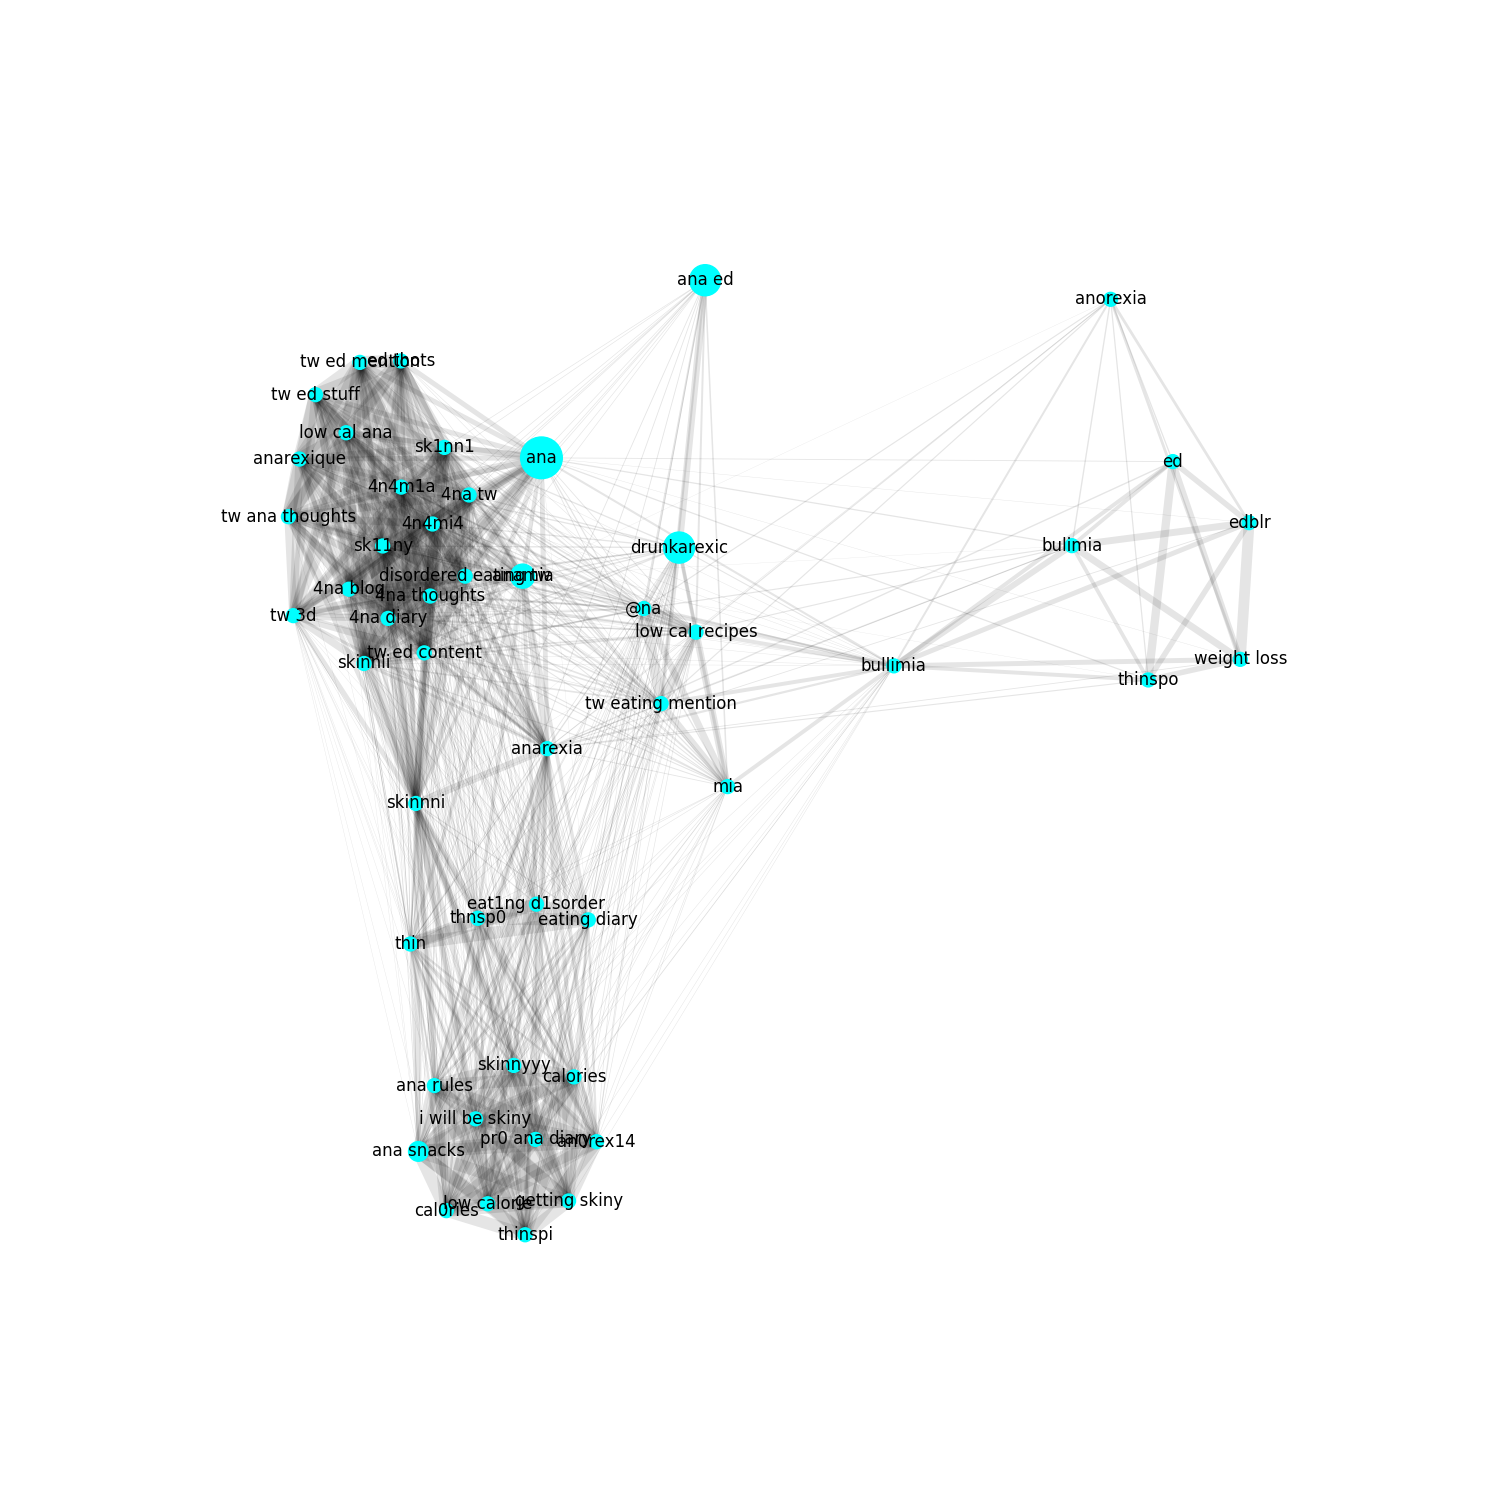 ana ed
anorexia
tw ed mention
ed thots
tw ed stuff
low cal ana
sk1nn1
anarexique
ana
ed
4n4m1a
4na tw
tw ana thoughts
4n4mi4
edblr
sk11ny
drunkarexic
bulimia
disordered eating tw
anamia
4na blog
4na thoughts
@na
tw 3d
4na diary
low cal recipes
tw ed content
skinnli
bullimia
weight loss
thinspo
tw eating mention
anarexia
mia
skinnni
eat1ng d1sorder
thnsp0
eating diary
thin
skinnyyy
calories
ana rules
i will be skiny
pr0 ana diary
an0rex14
ana snacks
low calorie
getting skiny
cal0ries
thinspi